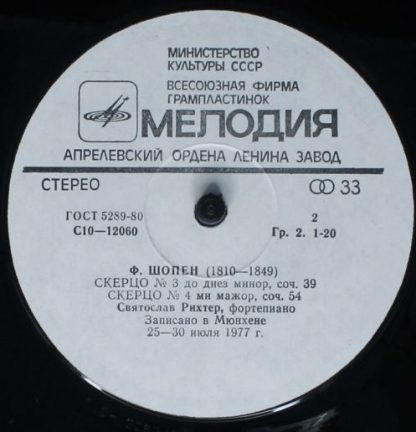 МИНИСТЕРСТВО
КУЛЬТУРЫ СССР
ВСЕСОЮЗНАЯ ФИРМА
ГРАМПЛАСТИНОК
МЕЛОДИЯ
АПРЕЛЕВСКИЙ ОРДЕНА ЛЕНИНА ЗАВОД
СТЕРЕО 33
ГОСТ 5289-80 2
С10—12060 Гр. 2. 1-20
Ф. ШОПЕН (1810—1849)
СКЕРЦО № 3 до диез минор, соч. 39
СКЕРЦО № 4 ми мажор, соч. 54
Святослав Рихтер, фортепиано
Записано в Мюнхене
25—30 июля 1977 г.